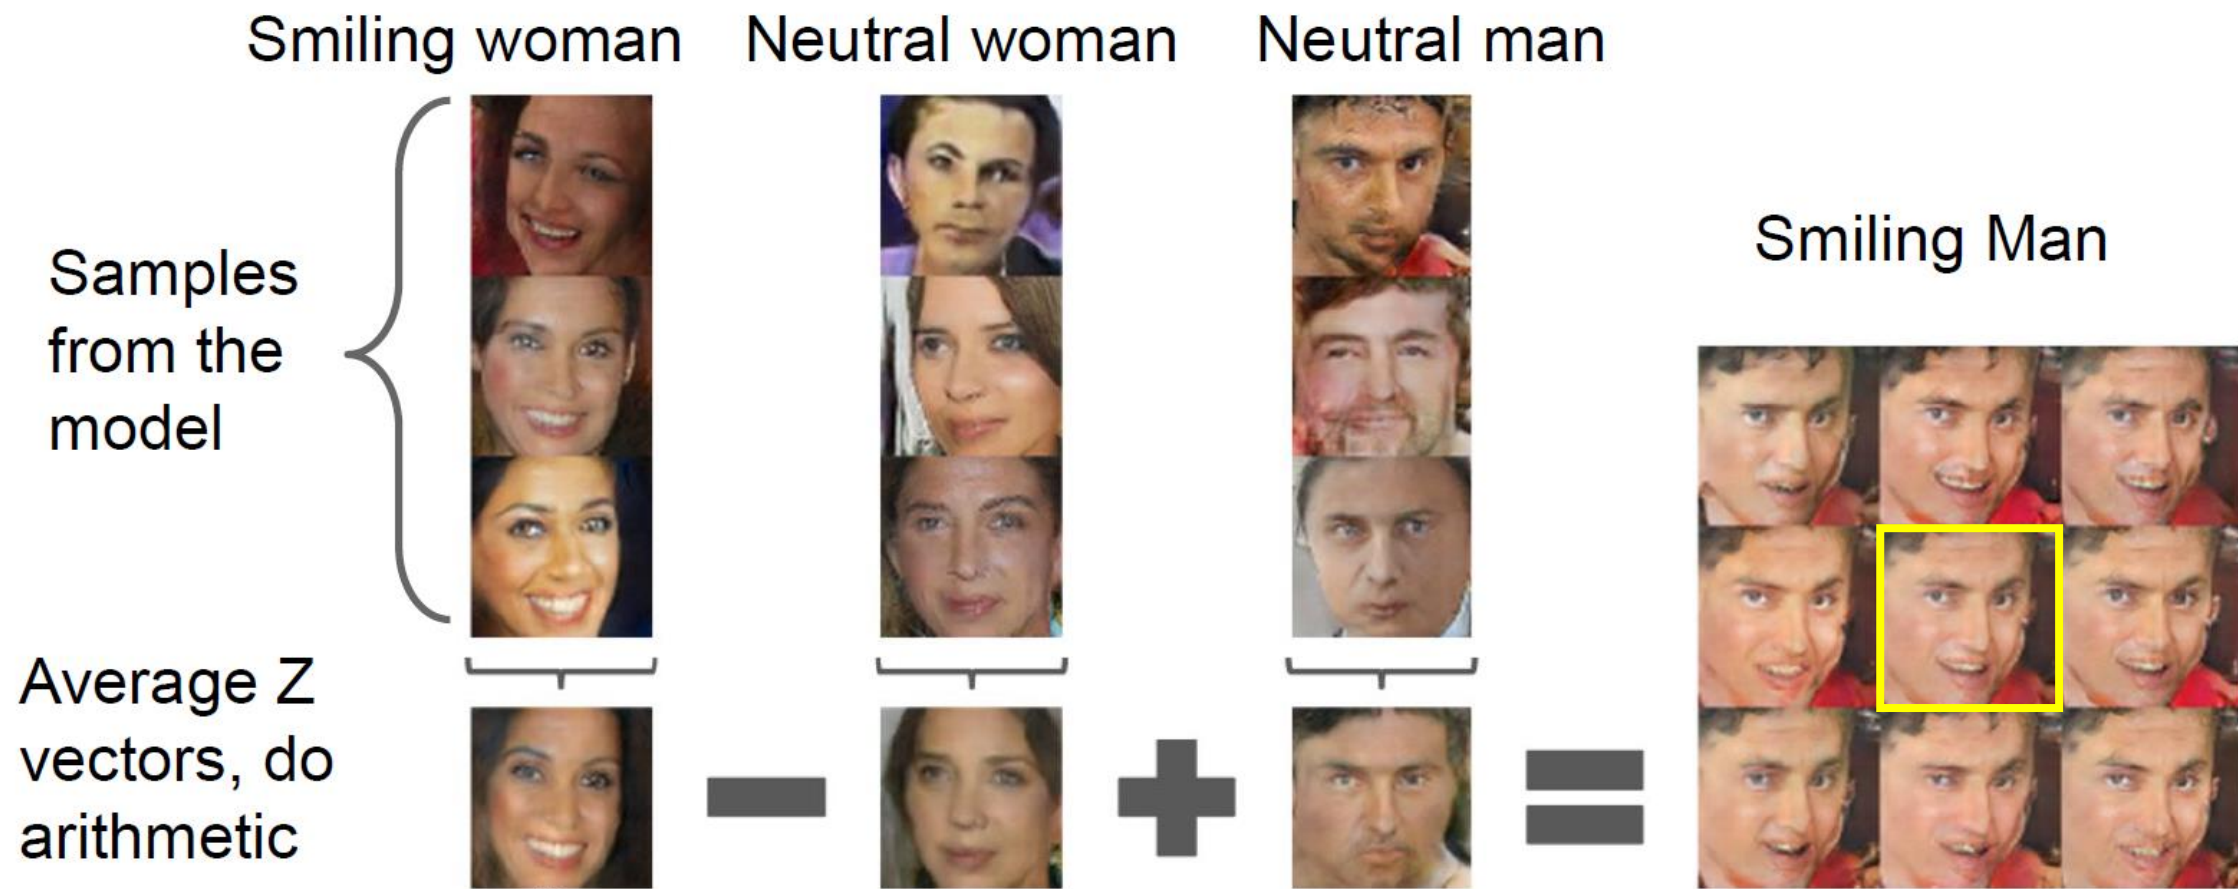 Smiling woman
Neutral woman
Neutral man
Samples
from the
model
Smiling Man
Average Z
vectors, do
arithmetic